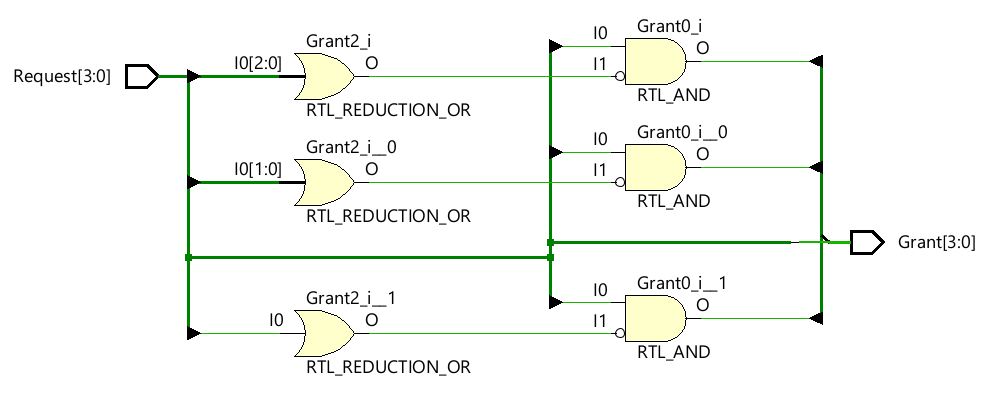 Request[3:0]
I0[2:0]
Grant2_i
O
RTL_REDUCTION_OR
I0
I1
Grant0_i
O
RTL_AND
I0[1:0]
Grant2_i__0
O
RTL_REDUCTION_OR
I0
I1
Grant0_i__0
O
RTL_AND
Grant[3:0]
I0
Grant2_i__1
O
RTL_REDUCTION_OR
I0
I1
Grant0_i__1
O
RTL_AND